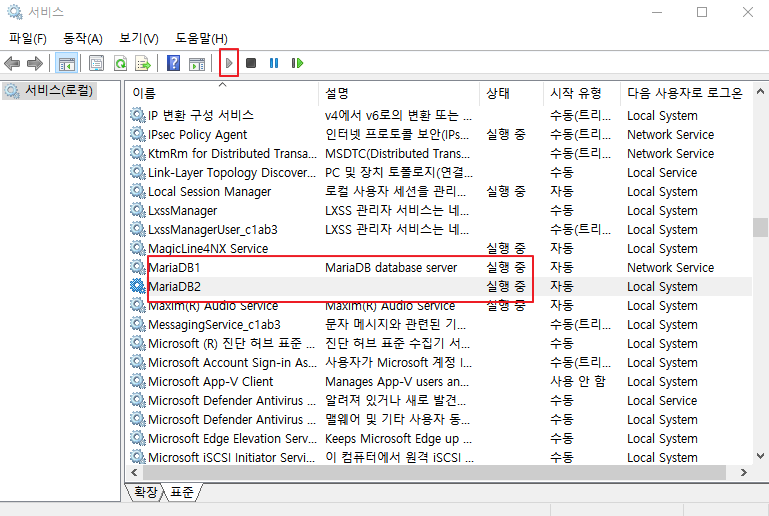 서비스
파일(F) 동작(A) 보기(V) 도움말(H)
서비스(로컬)
이름 설명 상태 시작 유형 다음 사용자로 로그온
IP 변환 구성 서비스 v4에서 v6로의 변환 또는 ... 수동(트리... Local System
IPsec Policy Agent 인터넷 프로토콜 보안(IPs... 실행 중 수동(트리... Network Service
KtmRm for Distributed Transa... MSDTC(Distributed Trans... 수동(트리... Network Service
Link-Layer Topology Discover... PC 및 장치 토폴로지(연결... 수동 Local Service
Local Session Manager 로컬 사용자 세션을 관리... 실행 중 자동 Local System
LxssManager LXSS 관리자 서비스는 네... 수동 Local System
LxssManagerUser_c1ab3 LXSS 관리자 서비스는 네... 수동 Local System
MagicLine4NX Service 실행 중 자동 Local System
MariaDB1 MariaDB database server 실행 중 자동 Network Service
MariaDB2 실행 중 자동 Local System
Maxim(R) Audio Service Maxim(R) Audio Service 실행 중 자동 Local System
MessagingService_c1ab3 문자 메시지와 관련된 기... 수동(트리... Local System
Microsoft (R) 진단 허브 표준 ... 진단 허브 표준 수집기 서... 수동 Local System
Microsoft Account Sign-in As... 사용자가 Microsoft 계정 I... 수동(트리... Local System
Microsoft App-V Client Manages App-V users an... 사용 안 함 Local System
Microsoft Defender Antivirus ... 알려져 있거나 새로 발견... 수동 Local Service
Microsoft Defender Antivirus ... 맬웨어 및 기타 사용자 동... 수동 Local System
Microsoft Edge Elevation Serv... Keeps Microsoft Edge up ... 수동 Local System
Microsoft iSCSI Initiator Servi... 이 컴퓨터에서 원격 iSCSI ... 수동 Local System
확장 표준